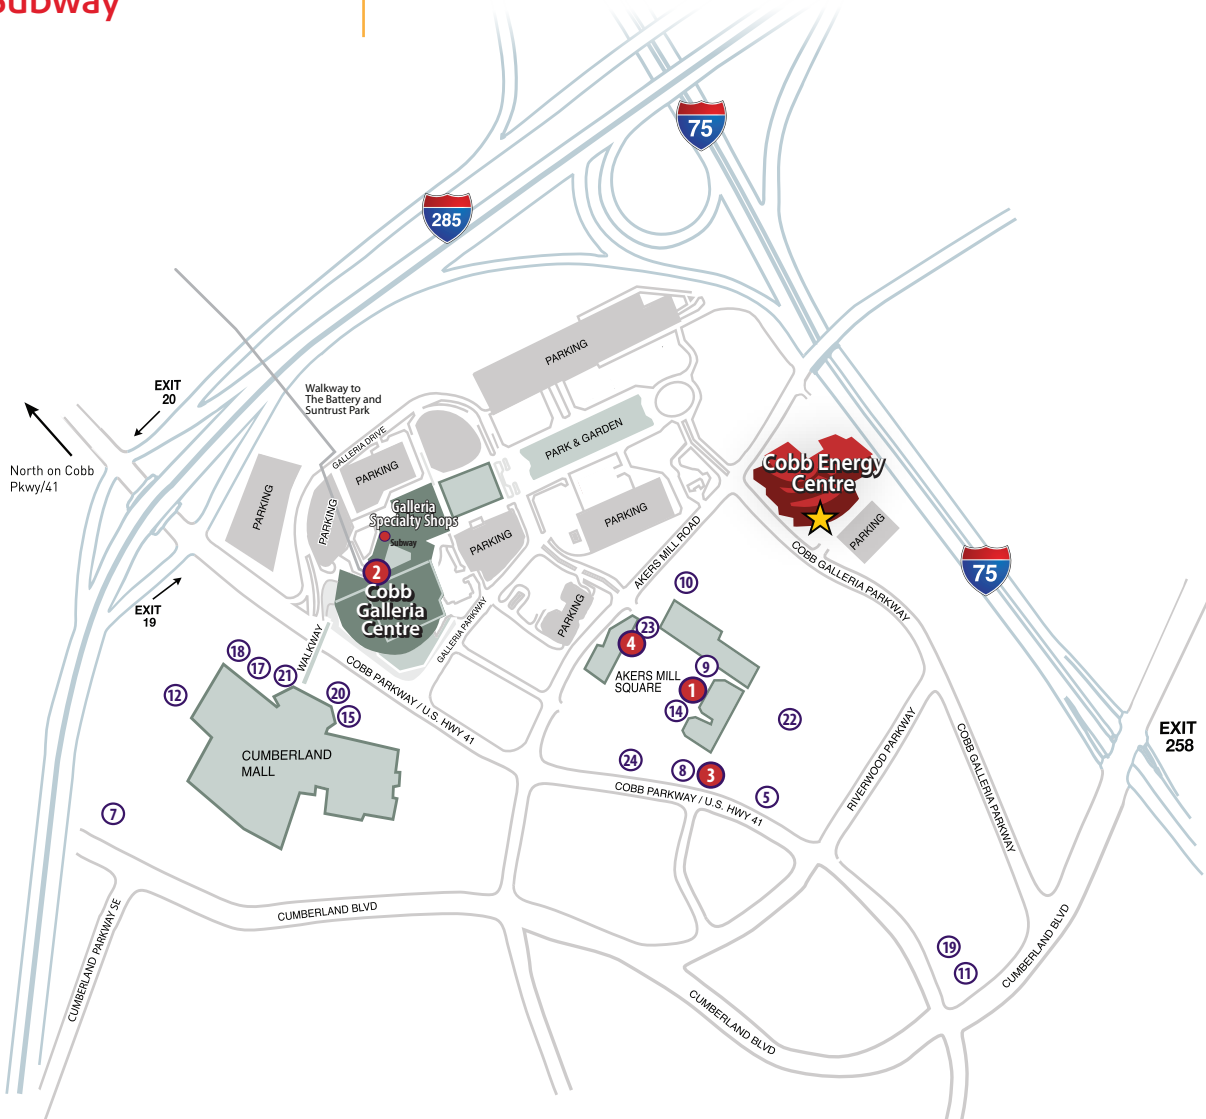 Subway
75
285
EXIT
20
North on Cobb
Pkwy/41
Walkway to
The Battery and
Suntrust Park
GALLERIA DRIVE
PARKING
PARKING
PARKING
PARKING
PARK & GARDEN
PARKING
PARKING
PARKING
Galleria
Specialty Shops
Subway
2
Cobb
Galleria
Centre
Cobb Energy
Centre
PARKING
COBB GALLERIA PARKWAY
AKERS MILL ROAD
75
EXIT
19
WALKWAY
GALLERIA PARKWAY
COBB PARKWAY / U.S. HWY 41
10
23
4
9
AKERS MILL
SQUARE
1
14
22
18
17
21
20
15
12
CUMBERLAND
MALL
24
8
3
5
COBB PARKWAY / U.S. HWY 41
RIVERWOOD PARKWAY
COBB GALLERIA PARKWAY
EXIT
258
7
CUMBERLAND BLVD
CUMBERLAND PARKWAY SE
19
11
CUMBERLAND BLVD
CUMBERLAND BLVD